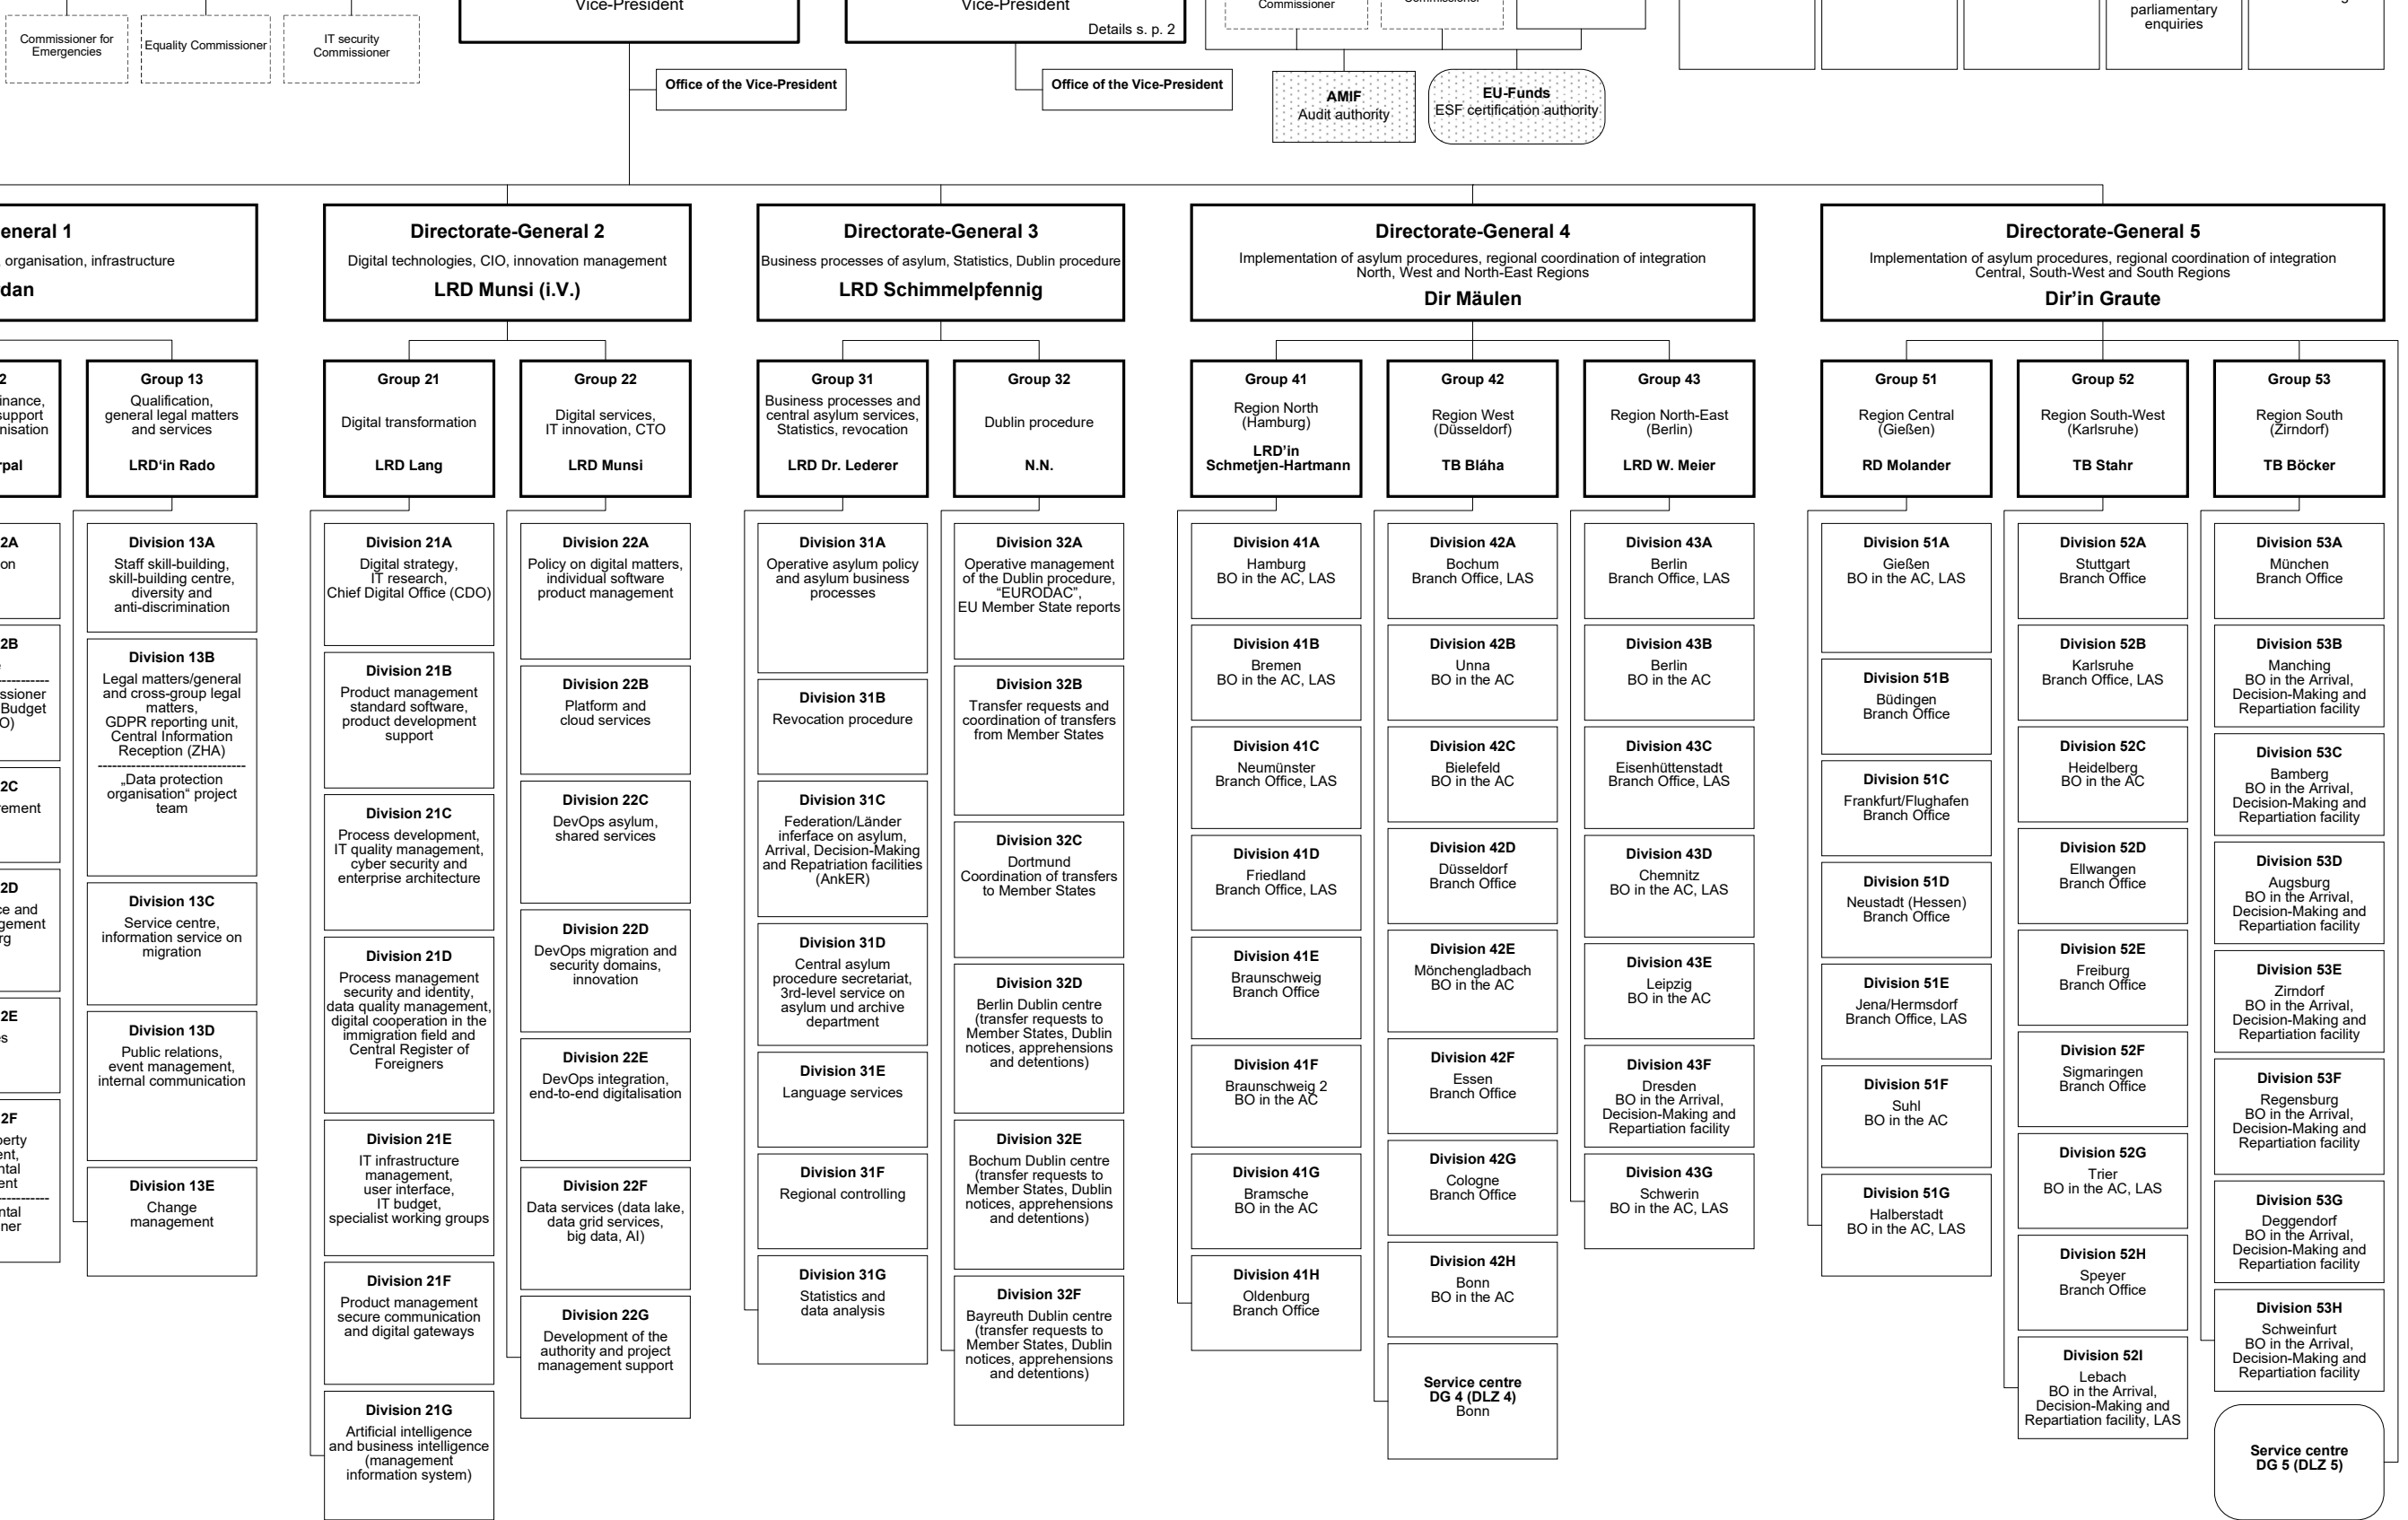 Vice-President
Vice-President
Commissioner
parliamentary
enquiries
Details s. p. 2
Commissioner for
Emergencies
Equality Commissioner
IT security
Commissioner
Office of the Vice-President
Office of the Vice-President
AMIF
Audit authority
EU-Funds
ESF certification authority
eneral 1
, organisation, infrastructure
dan
Directorate-General 2
Digital technologies, CIO, innovation management
LRD Munsi (i.V.)
Directorate-General 3
Business processes of asylum, Statistics, Dublin procedure
LRD Schimmelpfennig
Directorate-General 4
Implementation of asylum procedures, regional coordination of integration
North, West and North-East Regions
Dir Mäulen
Directorate-General 5
Implementation of asylum procedures, regional coordination of integration
Central, South-West and South Regions
Dir’in Graute
2
inance,
support
nisation
rpal
Group 13
Qualification,
general legal matters
and services
LRD‘in Rado
Group 21
Digital transformation
LRD Lang
Group 22
Digital services,
IT innovation, CTO
LRD Munsi
Group 31
Business processes and
central asylum services,
Statistics, revocation
LRD Dr. Lederer
Group 32
Dublin procedure
N.N.
Group 41
Region North
(Hamburg)
LRD’in
Schmetjen-Hartmann
Group 42
Region West
(Düsseldorf)
TB Bláha
Group 43
Region North-East
(Berlin)
LRD W. Meier
Group 51
Region Central
(Gießen)
RD Molander
Group 52
Region South-West
(Karlsruhe)
TB Stahr
Group 53
Region South
(Zirndorf)
TB Böcker
2A
on
2B
ssioner
Budget
O)
2C
rement
2D
ce and
gement
rg
2E
es
2F
perty
ent,
ntal
ent
ntal
ner
Division 13A
Staff skill-building,
skill-building centre,
diversity and
anti-discrimination
Division 13B
Legal matters/general
and cross-group legal
matters,
GDPR reporting unit,
Central Information
Reception (ZHA)
-------------------------------
„Data protection
organisation“ project
team
Division 13C
Service centre,
information service on
migration
Division 13D
Public relations,
event management,
internal communication
Division 13E
Change
management
Division 21A
Digital strategy,
IT research,
Chief Digital Office (CDO)
Division 21B
Product management
standard software,
product development
support
Division 21C
Process development,
IT quality management,
cyber security and
enterprise architecture
Division 21D
Process management
security and identity,
data quality management,
digital cooperation in the
immigration field and
Central Register of
Foreigners
Division 21E
IT infrastructure
management,
user interface,
IT budget,
specialist working groups
Division 21F
Product management
secure communication
and digital gateways
Division 21G
Artificial intelligence
and business intelligence
(management
information system)
Division 22A
Policy on digital matters,
individual software
product management
Division 22B
Platform and
cloud services
Division 22C
DevOps asylum,
shared services
Division 22D
DevOps migration and
security domains,
innovation
Division 22E
DevOps integration,
end-to-end digitalisation
Division 22F
Data services (data lake,
data grid services,
big data, AI)
Division 22G
Development of the
authority and project
management support
Division 31A
Operative asylum policy
and asylum business
processes
Division 31B
Revocation procedure
Division 31C
Federation/Länder
inferface on asylum,
Arrival, Decision-Making
and Repatriation facilities
(AnkER)
Division 31D
Central asylum
procedure secretariat,
3rd-level service on
asylum und archive
department
Division 31E
Language services
Division 31F
Regional controlling
Division 31G
Statistics and
data analysis
Division 32A
Operative management
of the Dublin procedure,
“EURODAC”,
EU Member State reports
Division 32B
Transfer requests and
coordination of transfers
from Member States
Division 32C
Dortmund
Coordination of transfers
to Member States
Division 32D
Berlin Dublin centre
(transfer requests to
Member States, Dublin
notices, apprehensions
and detentions)
Division 32E
Bochum Dublin centre
(transfer requests to
Member States, Dublin
notices, apprehensions
and detentions)
Division 32F
Bayreuth Dublin centre
(transfer requests to
Member States, Dublin
notices, apprehensions
and detentions)
Division 41A
Hamburg
BO in the AC, LAS
Division 41B
Bremen
BO in the AC, LAS
Division 41C
Neumünster
Branch Office, LAS
Division 41D
Friedland
Branch Office, LAS
Division 41E
Braunschweig
Branch Office
Division 41F
Braunschweig 2
BO in the AC
Division 41G
Bramsche
BO in the AC
Division 41H
Oldenburg
Branch Office
Division 42A
Bochum
Branch Office, LAS
Division 42B
Unna
BO in the AC
Division 42C
Bielefeld
BO in the AC
Division 42D
Düsseldorf
Branch Office
Division 42E
Mönchengladbach
BO in the AC
Division 42F
Essen
Branch Office
Division 42G
Cologne
Branch Office
Division 42H
Bonn
BO in the AC
Service centre
DG 4 (DLZ 4)
Bonn
Division 43A
Berlin
Branch Office, LAS
Division 43B
Berlin
BO in the AC
Division 43C
Eisenhüttenstadt
Branch Office, LAS
Division 43D
Chemnitz
BO in the AC, LAS
Division 43E
Leipzig
BO in the AC
Division 43F
Dresden
BO in the Arrival,
Decision-Making and
Repartiation facility
Division 43G
Schwerin
BO in the AC, LAS
Division 51A
Gießen
BO in the AC, LAS
Division 51B
Büdingen
Branch Office
Division 51C
Frankfurt/Flughafen
Branch Office
Division 51D
Neustadt (Hessen)
Branch Office
Division 51E
Jena/Hermsdorf
Branch Office, LAS
Division 51F
Suhl
BO in the AC
Division 51G
Halberstadt
BO in the AC, LAS
Division 52A
Stuttgart
Branch Office
Division 52B
Karlsruhe
Branch Office, LAS
Division 52C
Heidelberg
BO in the AC
Division 52D
Ellwangen
Branch Office
Division 52E
Freiburg
Branch Office
Division 52F
Sigmaringen
Branch Office
Division 52G
Trier
BO in the AC, LAS
Division 52H
Speyer
Branch Office
Division 52I
Lebach
BO in the Arrival,
Decision-Making and
Repartiation facility, LAS
Division 53A
München
Branch Office
Division 53B
Manching
BO in the Arrival,
Decision-Making and
Repartiation facility
Division 53C
Bamberg
BO in the Arrival,
Decision-Making and
Repartiation facility
Division 53D
Augsburg
BO in the Arrival,
Decision-Making and
Repartiation facility
Division 53E
Zirndorf
BO in the Arrival,
Decision-Making and
Repartiation facility
Division 53F
Regensburg
BO in the Arrival,
Decision-Making and
Repartiation facility
Division 53G
Deggendorf
BO in the Arrival,
Decision-Making and
Repartiation facility
Division 53H
Schweinfurt
BO in the Arrival,
Decision-Making and
Repartiation facility
Service centre
DG 5 (DLZ 5)